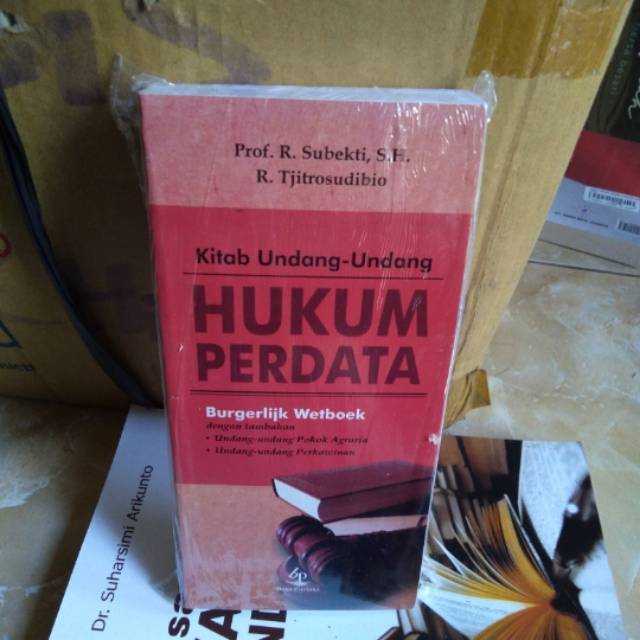 Prof. R. Subekti, S.H.
R. Tjitrosudibio
Kitab Undang-Undang
HUKUM
PERDATA
Burgerlijk Wetboek
dengan tambahan
• Undang-undang Pokok Agraria
• Undang-undang Perkawinan
bp
Dr. Suharsimi Arikunto